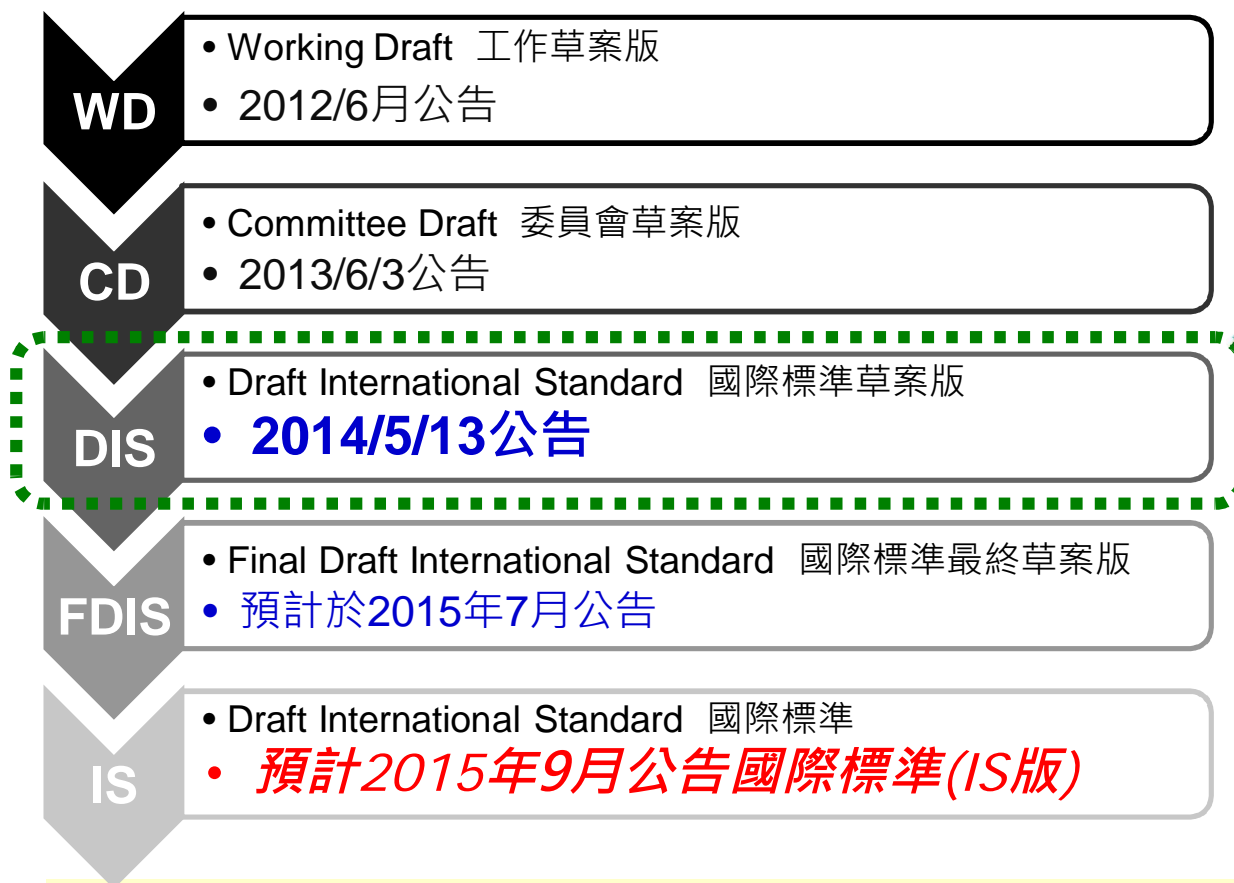 WD
• Working Draft 工作草案版
• 2012/6月公告
CD
• Committee Draft 委員會草案版
• 2013/6/3公告
DIS
• Draft International Standard 國際標準草案版
• 2014/5/13公告
FDIS
• Final Draft International Standard 國際標準最終草案版
• 預計於2015年7月公告
IS
• Draft International Standard 國際標準
• 預計2015年9月公告國際標準(IS版)